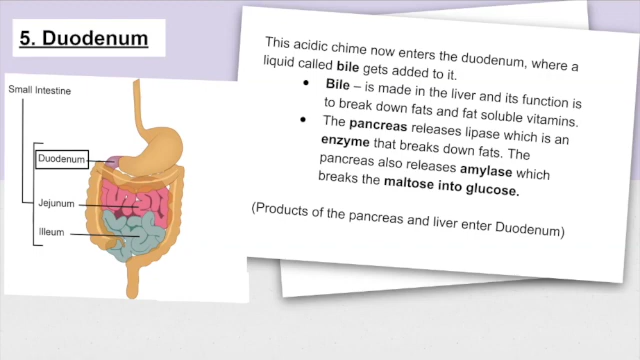 5. Duodenum
This acidic chime now enters the duodenum, where a
liquid called bile gets added to it.
● Bile – is made in the liver and its function is
to break down fats and fat soluble vitamins.
● The pancreas releases lipase which is an
enzyme that breaks down fats. The
pancreas also releases amylase which
breaks the maltose into glucose.
(Products of the pancreas and liver enter Duodenum)
Small Intestine
Duodenum
Jejunum
Illeum